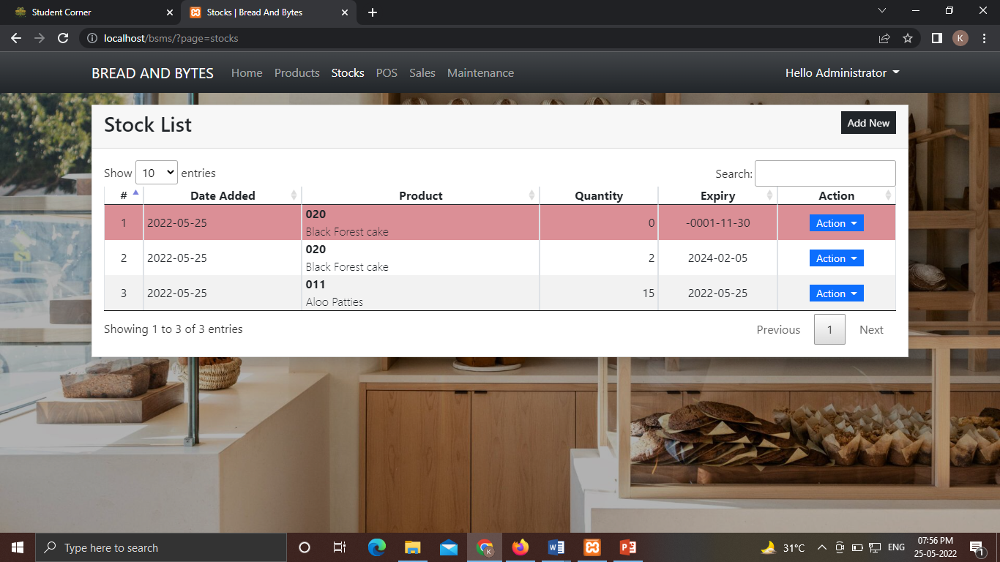 Student Corner
Stocks | Bread And Bytes
localhost/bsms/?page=stocks
K
BREAD AND BYTES Home Products Stocks POS Sales Maintenance Hello Administrator
Stock List Add New
Show 10 entries Search:
# Date Added Product Quantity Expiry Action
1 2022-05-25 020 0 -0001-11-30 Action
Black Forest cake
2 2022-05-25 020 2 2024-02-05 Action
Black Forest cake
3 2022-05-25 011 15 2022-05-25 Action
Aloo Patties
Showing 1 to 3 of 3 entries Previous 1 Next
Type here to search 31°C ENG 07:56 PM
25-05-2022 1